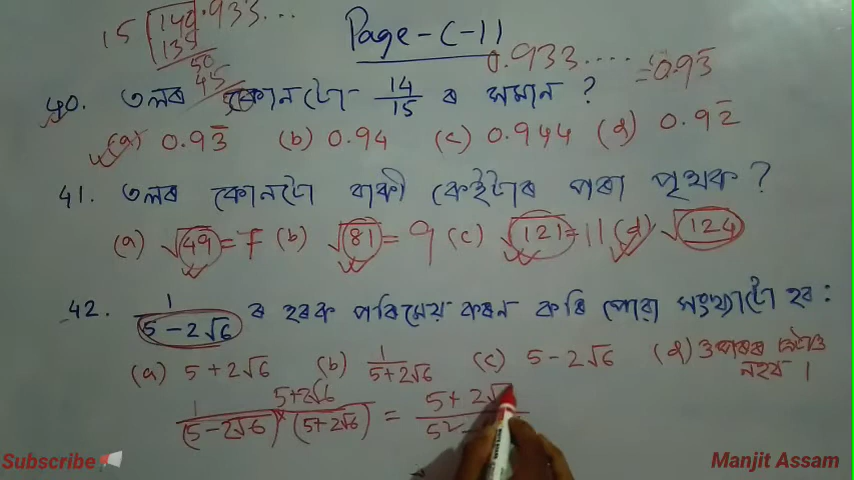 15 140 .933...
Page-C-11
135
50
45
0.933.... = 0.93̅
40. তলৰ কোনটো 14/15 ৰ সমান ?
(a) 0.93̅ (b) 0.94 (c) 0.944 (d) 0.92̅
41. তলৰ কোনটো বাকী কেইটাৰ পৰা পৃথক ?
(a) √49 = 7 (b) √81 = 9 (c) √121 = 11 (d) √124
42. 1/(5-2√6) ৰ হৰক পৰিমেয় কৰন কৰি পোৱা সংখ্যাটো হব :
(a) 5+2√6 (b) 1/(5+2√6) (c) 5-2√6 (d) ওপৰৰ এটাও নহয় ।
1/(5-2√6) × (5+2√6)/(5+2√6) = 5+2√ / 5² -
Subscribe
Manjit Assam